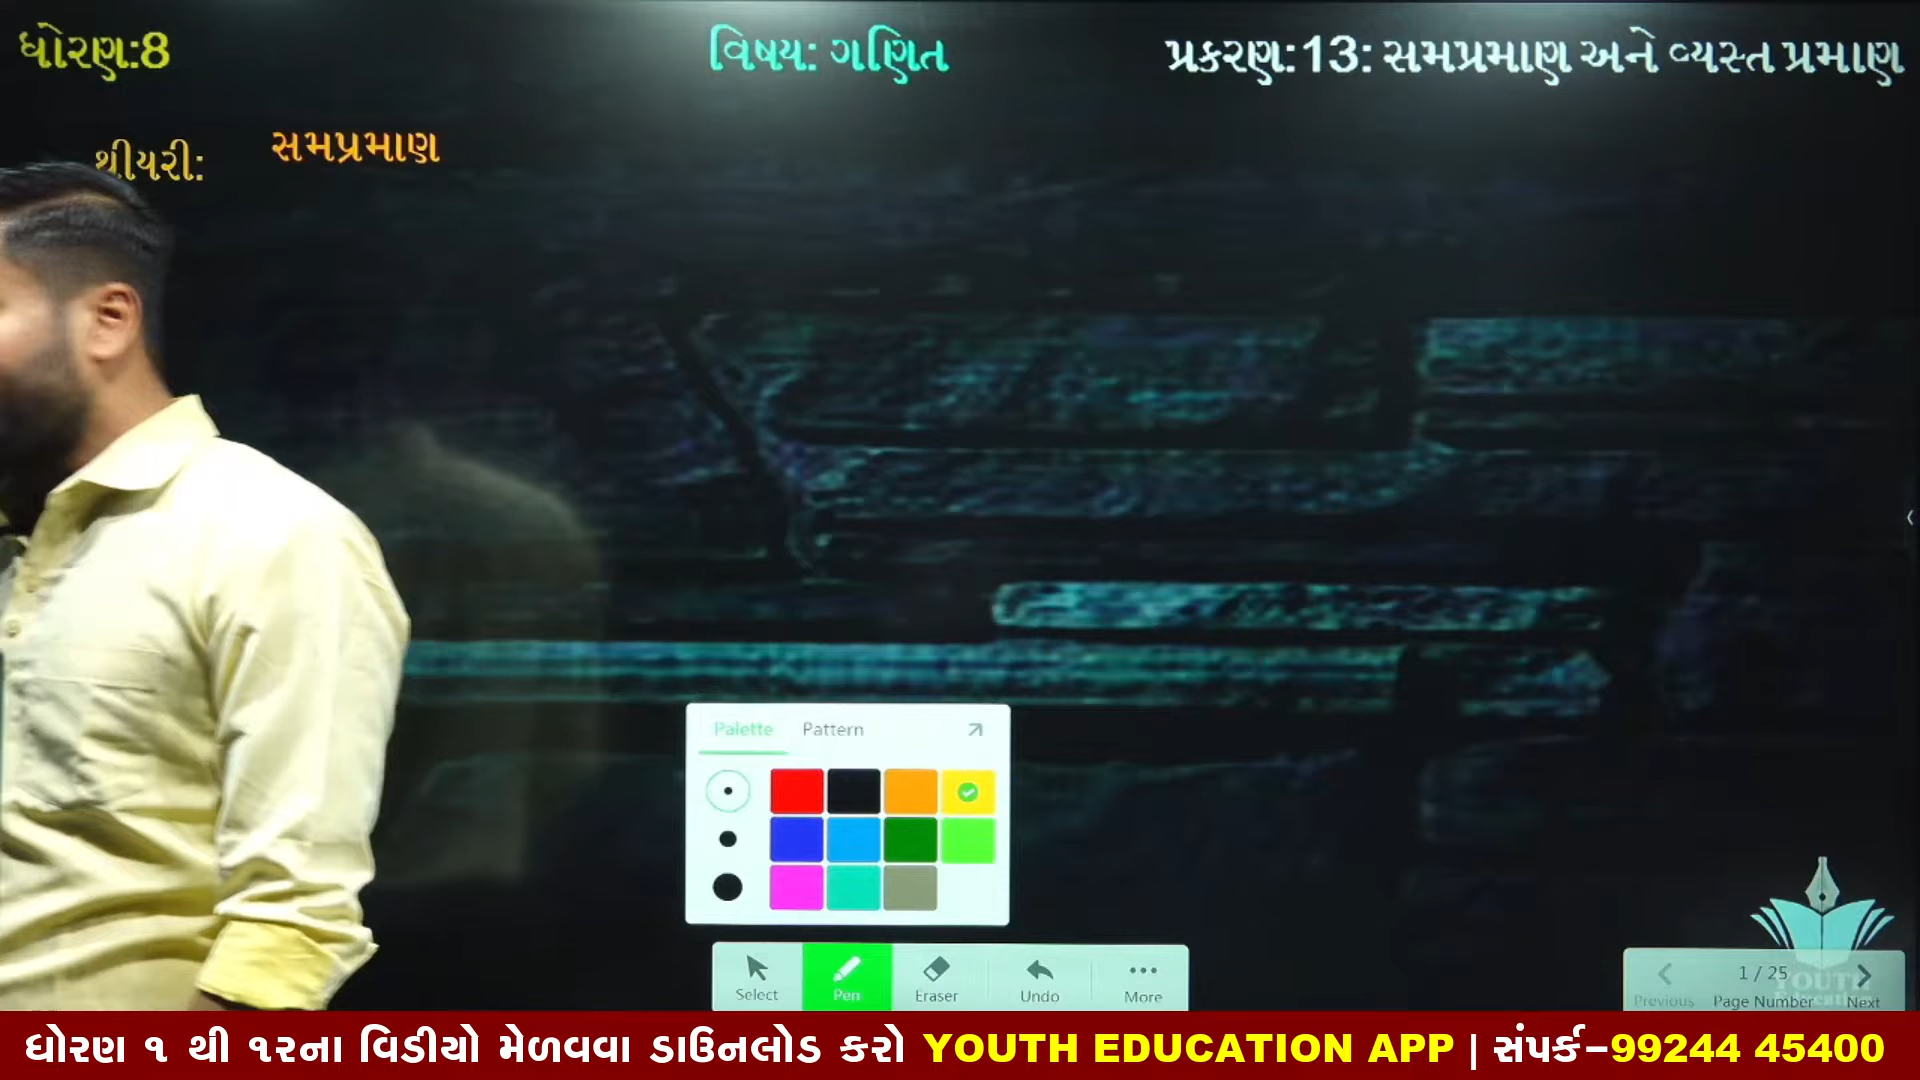 ધોરણ:8
વિષય: ગણિત
પ્રકરણ:13: સમપ્રમાણ અને વ્યસ્ત પ્રમાણ
થીયરી:
સમપ્રમાણ
Palette Pattern
Select Pen Eraser Undo More
1 / 25
Previous Page Number Next
YOUTH
Education
ધોરણ ૧ થી ૧૨ના વિડીયો મેળવવા ડાઉનલોડ કરો YOUTH EDUCATION APP | સંપર્ક–99244 45400